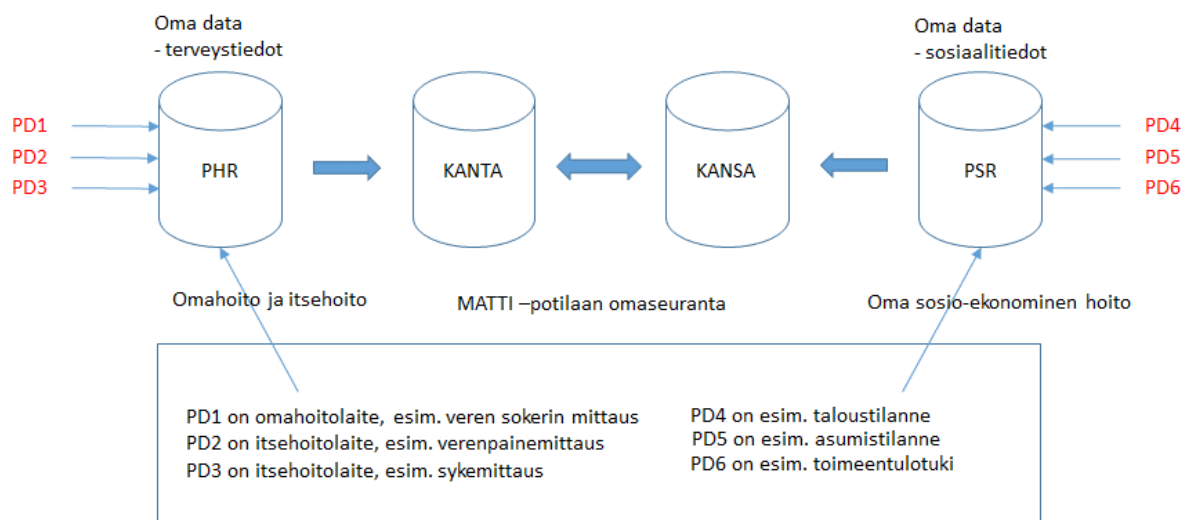 Oma data
- terveystiedot
Oma data
- sosiaalitiedot
PD1
PD2
PD3
PHR
KANTA
KANSA
PSR
PD4
PD5
PD6
Omahoito ja itsehoito
MATTI –potilaan omaseuranta
Oma sosio-ekonominen hoito
PD1 on omahoitolaite, esim. veren sokerin mittaus
PD2 on itsehoitolaite, esim. verenpainemittaus
PD3 on itsehoitolaite, esim. sykemittaus
PD4 on esim. taloustilanne
PD5 on esim. asumistilanne
PD6 on esim. toimeentulotuki